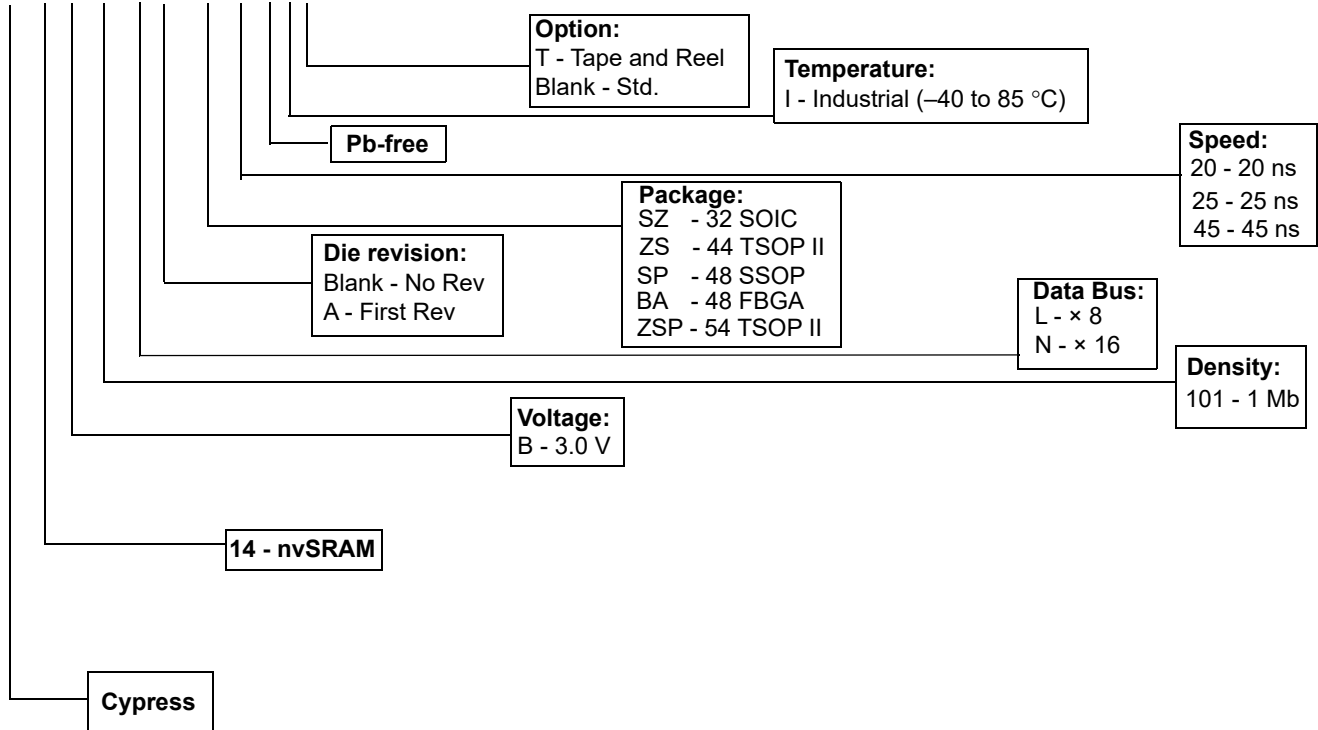 Option:
T - Tape and Reel
Blank - Std.
Temperature:
I - Industrial (–40 to 85 °C)
Pb-free
Speed:
20 - 20 ns
25 - 25 ns
45 - 45 ns
Package:
SZ - 32 SOIC
ZS - 44 TSOP II
SP - 48 SSOP
BA - 48 FBGA
ZSP - 54 TSOP II
Die revision:
Blank - No Rev
A - First Rev
Data Bus:
L - × 8
N - × 16
Density:
101 - 1 Mb
Voltage:
B - 3.0 V
14 - nvSRAM
Cypress